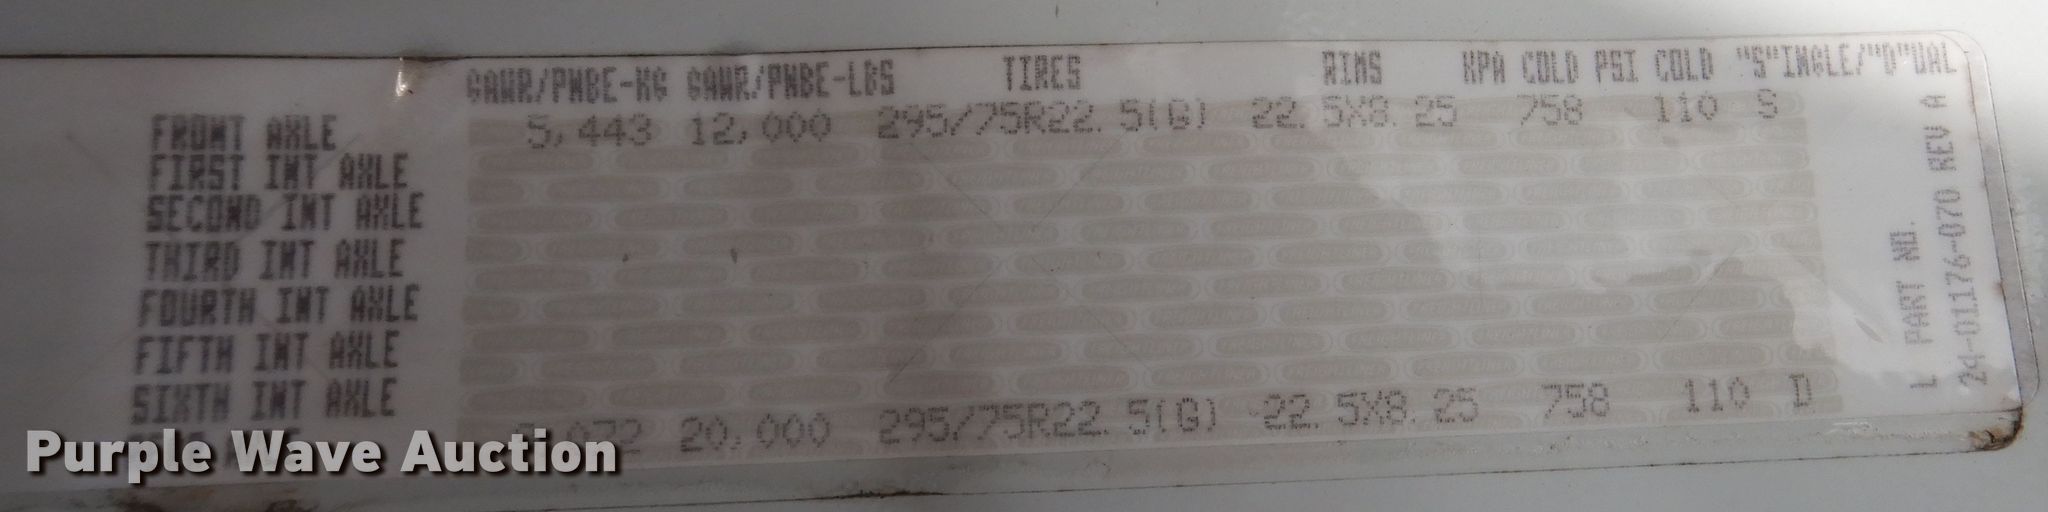 GAWR/PNBE-KG GAWR/PNBE-LBS TIRES RIMS KPA COLD PSI COLD "S"INGLE/"D"UAL
FRONT AXLE 5,443 12,000 295/75R22.5(G) 22.5X8.25 758 110 S
FIRST INT AXLE
SECOND INT AXLE
THIRD INT AXLE
FOURTH INT AXLE
FIFTH INT AXLE
SIXTH INT AXLE
20,000 295/75R22.5(G) 22.5X8.25 758 110 D
L PART NO.
24-01176-070 REV A
Purple Wave Auction